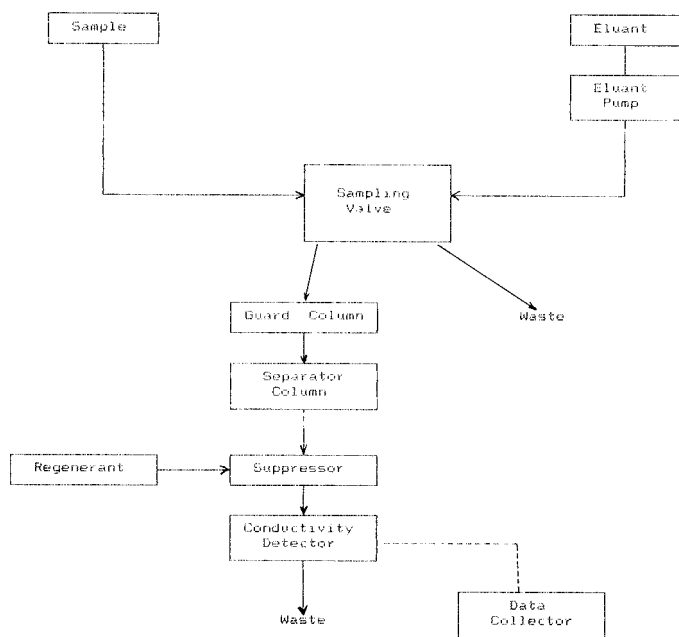 Sample
Eluant
Eluant
Pump
Sampling
Valve
Guard Column
Waste
Separator
Column
Regenerant
Suppressor
Conductivity
Detector
Waste
Data
Collector